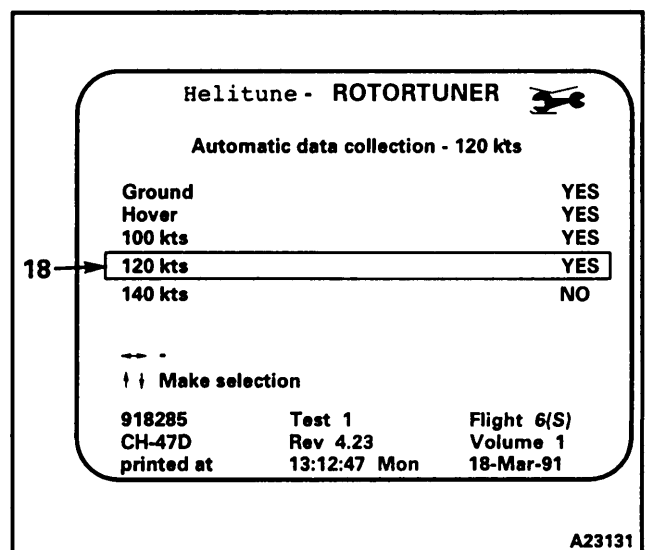 Helitune - ROTORTUNER
Automatic data collection - 120 kts
Ground YES
Hover YES
100 kts YES
18 120 kts YES
140 kts NO
↔ -
↑ ↓ Make selection
918285 Test 1 Flight 6(S)
CH-47D Rev 4.23 Volume 1
printed at 13:12:47 Mon 18-Mar-91
A23131